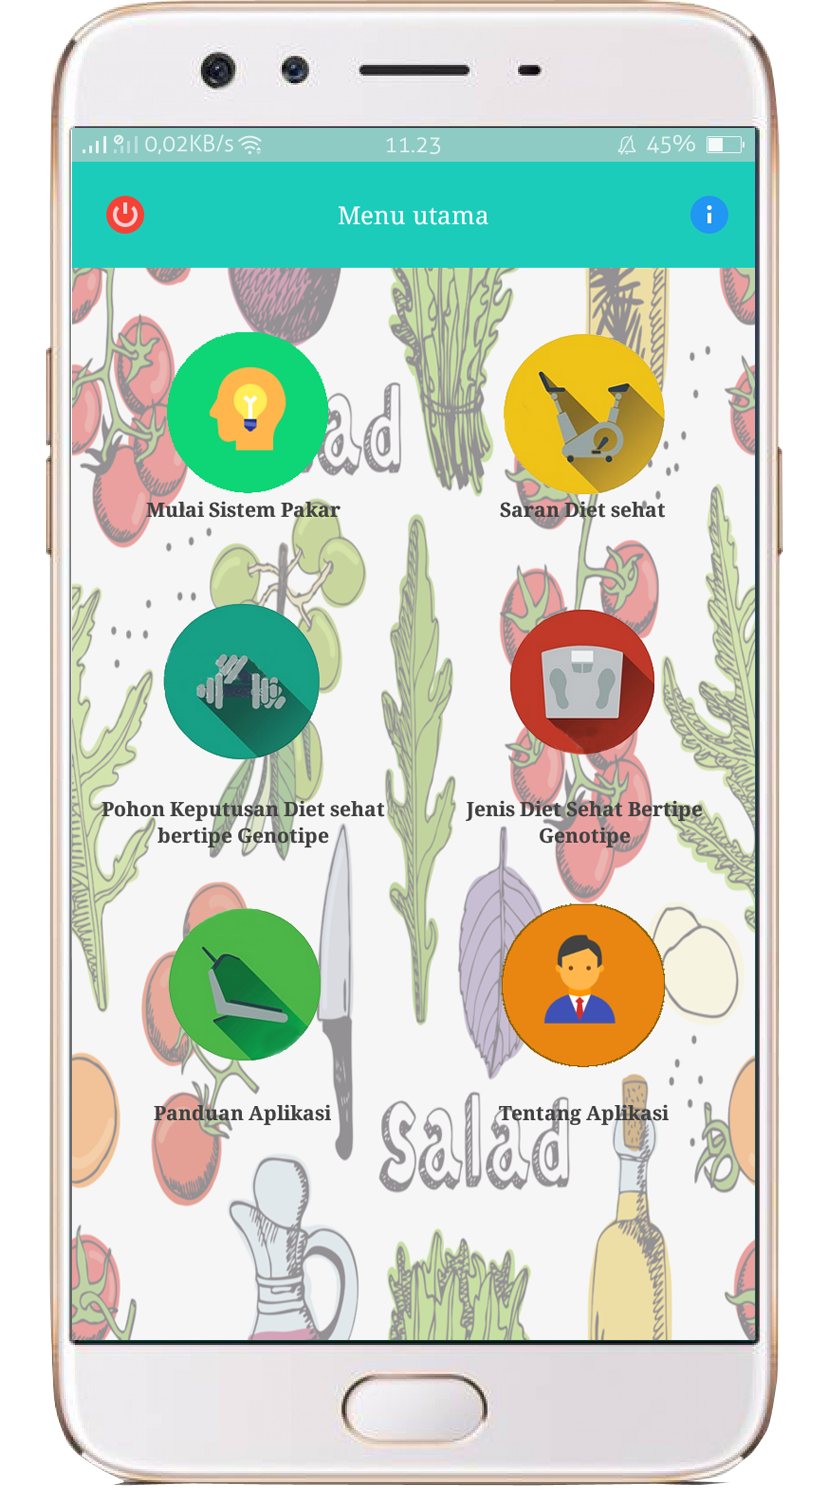 0,02KB/s 11.23 45%
Menu utama
ad
Mulai Sistem Pakar
Saran Diet sehat
Pohon Keputusan Diet sehat
bertipe Genotipe
Jenis Diet Sehat Bertipe
Genotipe
Panduan Aplikasi
Tentang Aplikasi
Salad